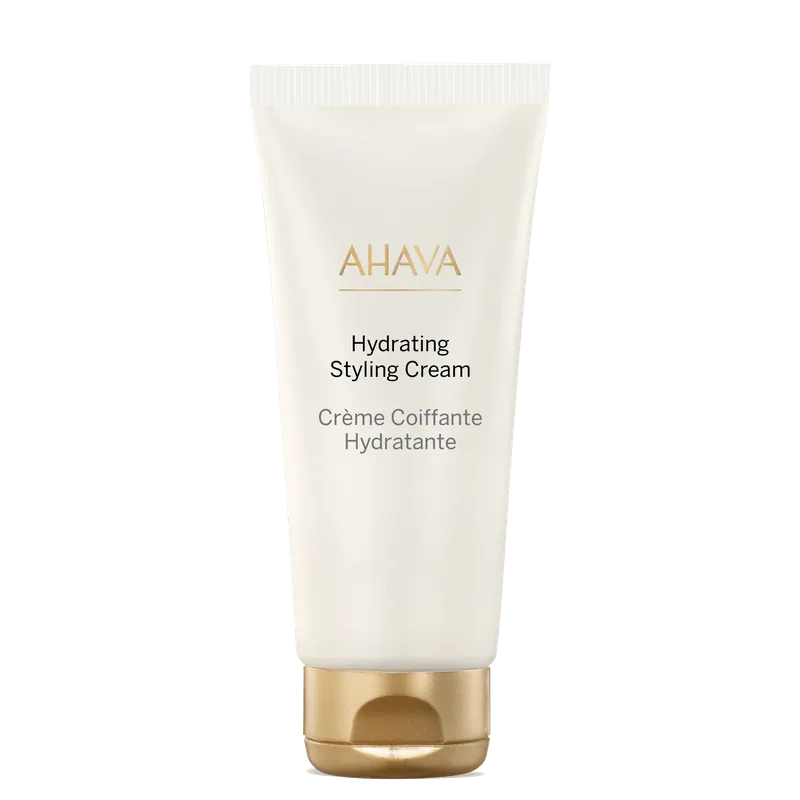 AHAVA
Hydrating
Styling Cream
Crème Coiffante
Hydratante